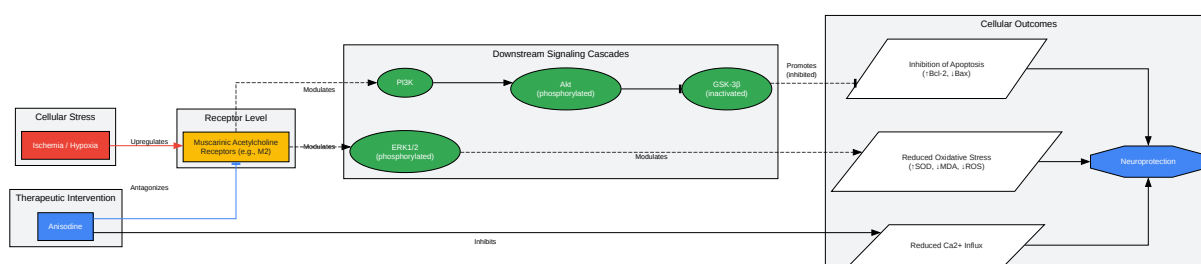 Cellular Outcomes
Downstream Signaling Cascades
Promotes
(inhibited)
Inhibition of Apoptosis
(↑Bcl-2, ↓Bax)
PI3K
Akt
(phosphorylated)
GSK-3β
(inactivated)
Modulates
Cellular Stress
Receptor Level
Ischemia / Hypoxia
Upregulates
Muscarinic Acetylcholine
Receptors (e.g., M2)
Modulates
ERK1/2
(phosphorylated)
Modulates
Reduced Oxidative Stress
(↑SOD, ↓MDA, ↓ROS)
Neuroprotection
Antagonizes
Therapeutic Intervention
Anisodine
Inhibits
Reduced Ca2+ Influx